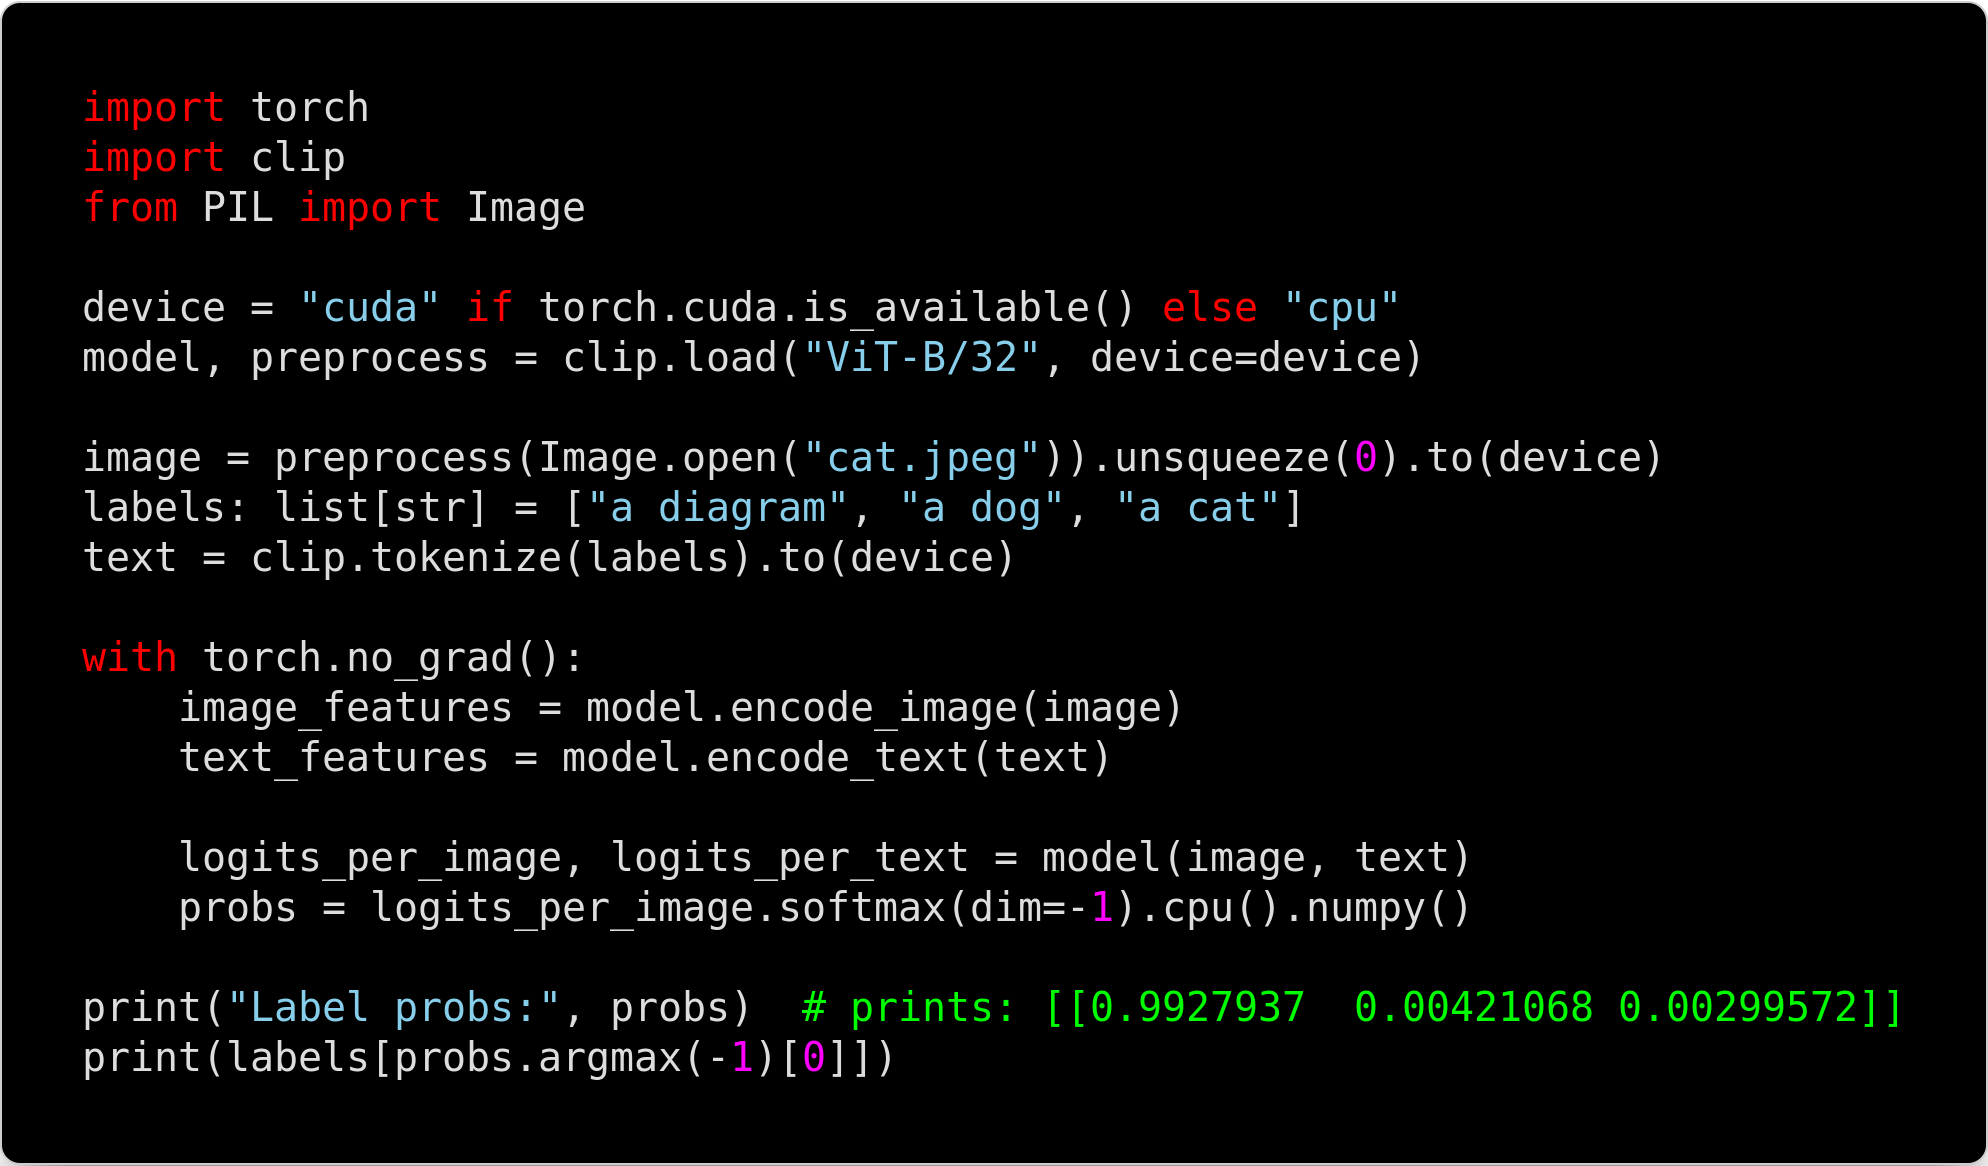 import torch
import clip
from PIL import Image

device = "cuda" if torch.cuda.is_available() else "cpu"
model, preprocess = clip.load("ViT-B/32", device=device)

image = preprocess(Image.open("cat.jpeg")).unsqueeze(0).to(device)
labels: list[str] = ["a diagram", "a dog", "a cat"]
text = clip.tokenize(labels).to(device)

with torch.no_grad():
    image_features = model.encode_image(image)
    text_features = model.encode_text(text)

    logits_per_image, logits_per_text = model(image, text)
    probs = logits_per_image.softmax(dim=-1).cpu().numpy()

print("Label probs:", probs)  # prints: [[0.9927937  0.00421068 0.00299572]]
print(labels[probs.argmax(-1)[0]])